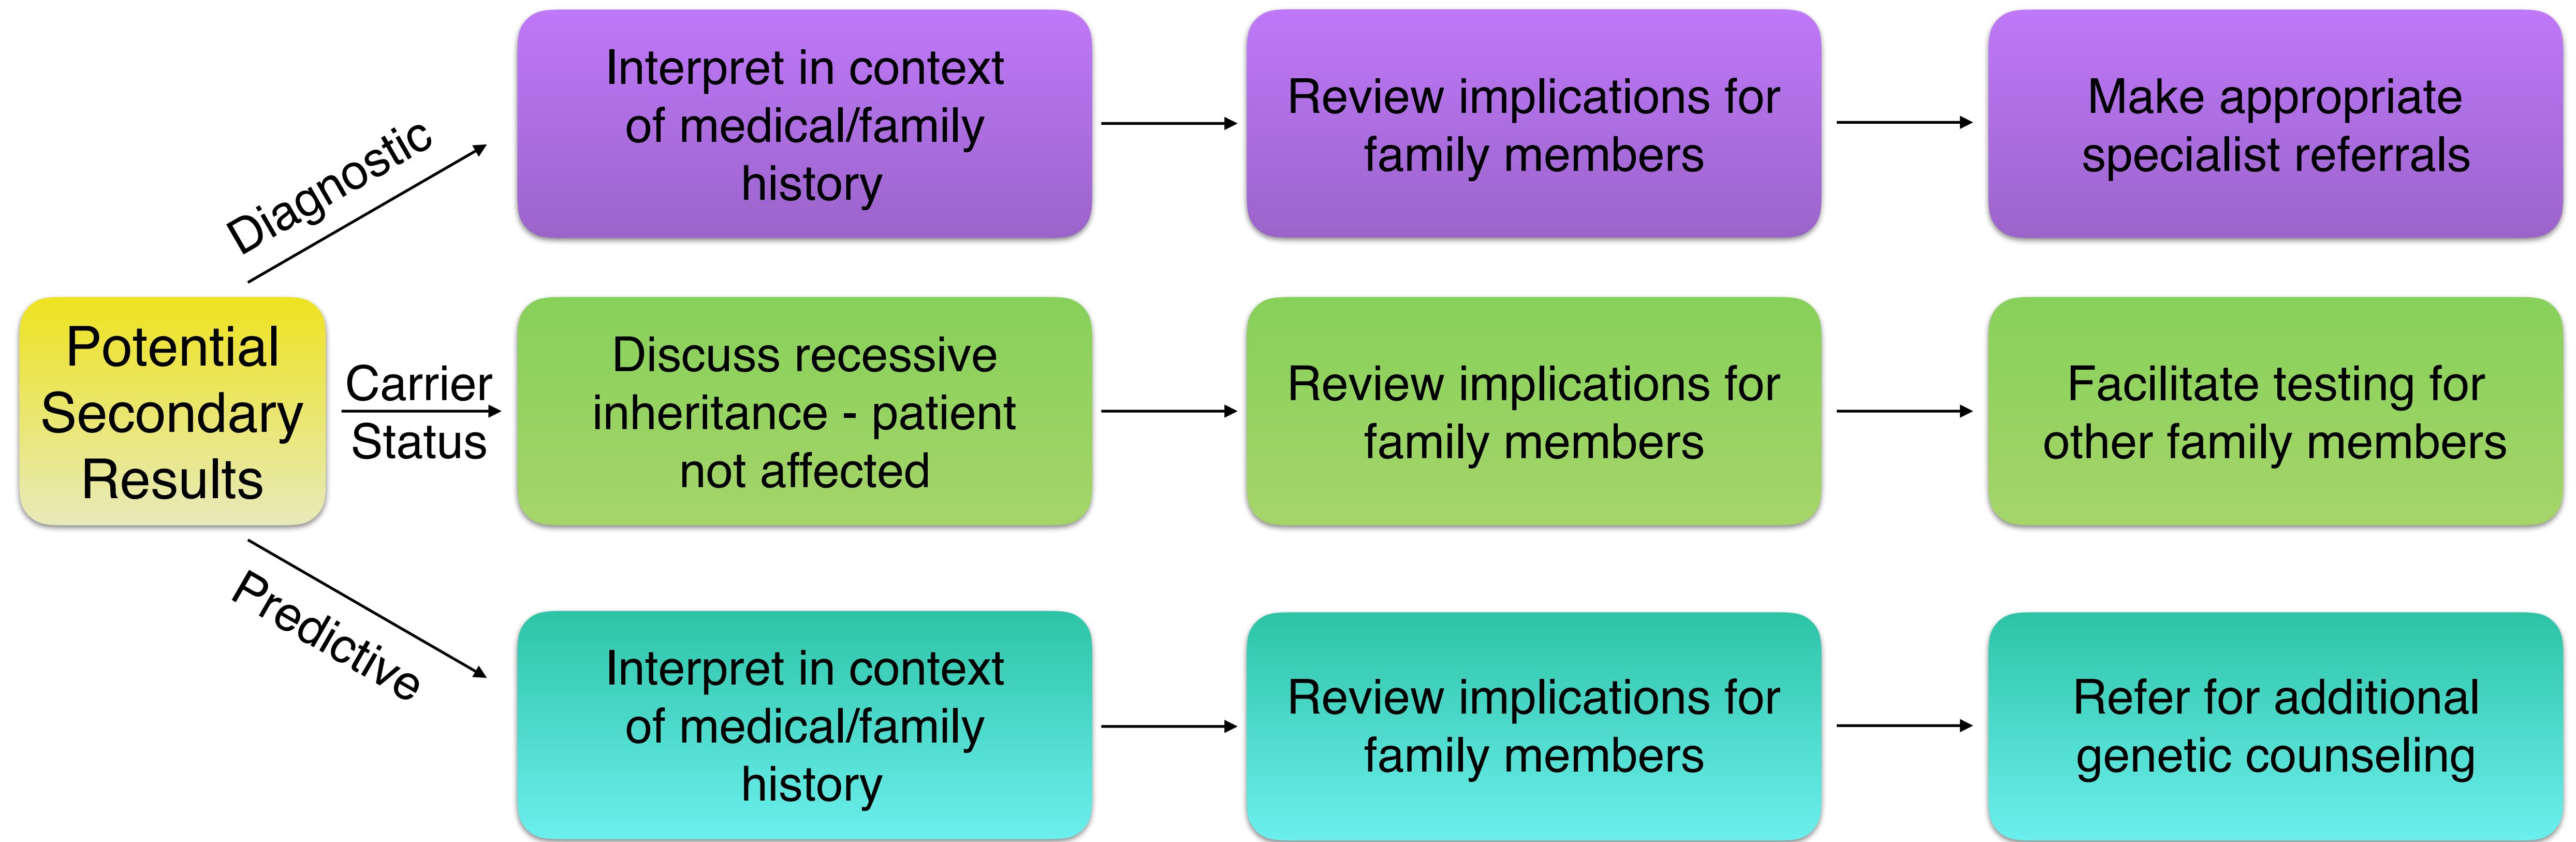 Potential
Secondary
Results
Diagnostic
Interpret in context
of medical/family
history
Review implications for
family members
Make appropriate
specialist referrals
Carrier
Status
Discuss recessive
inheritance - patient
not affected
Review implications for
family members
Facilitate testing for
other family members
Predictive
Interpret in context
of medical/family
history
Review implications for
family members
Refer for additional
genetic counseling